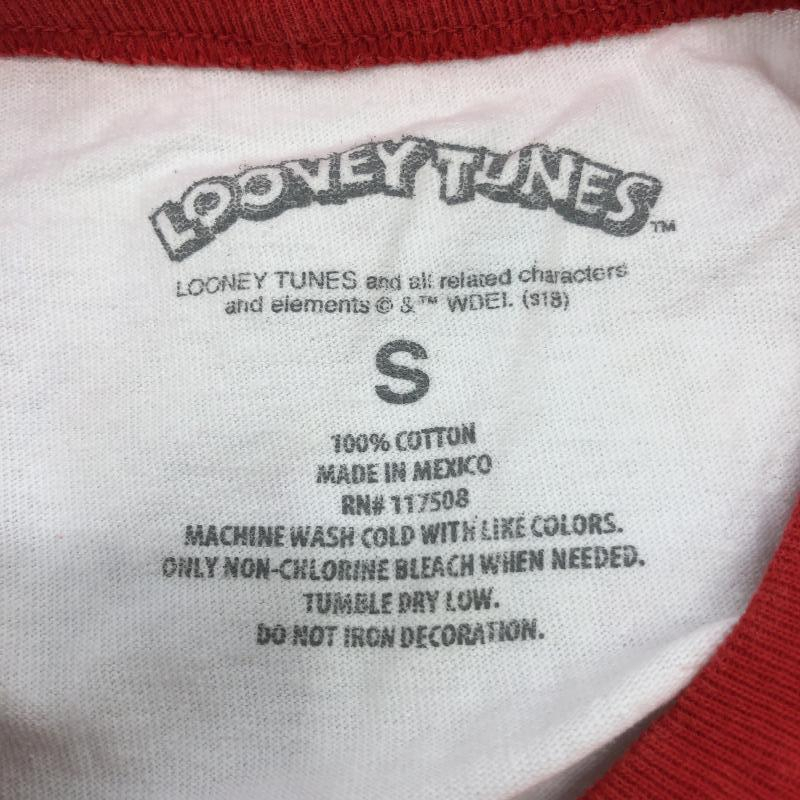 LOONEY TUNES™
LOONEY TUNES and all related characters
and elements © & ™ WBEI. (s18)
S
100% COTTON
MADE IN MEXICO
RN# 117508
MACHINE WASH COLD WITH LIKE COLORS.
ONLY NON-CHLORINE BLEACH WHEN NEEDED.
TUMBLE DRY LOW.
DO NOT IRON DECORATION.